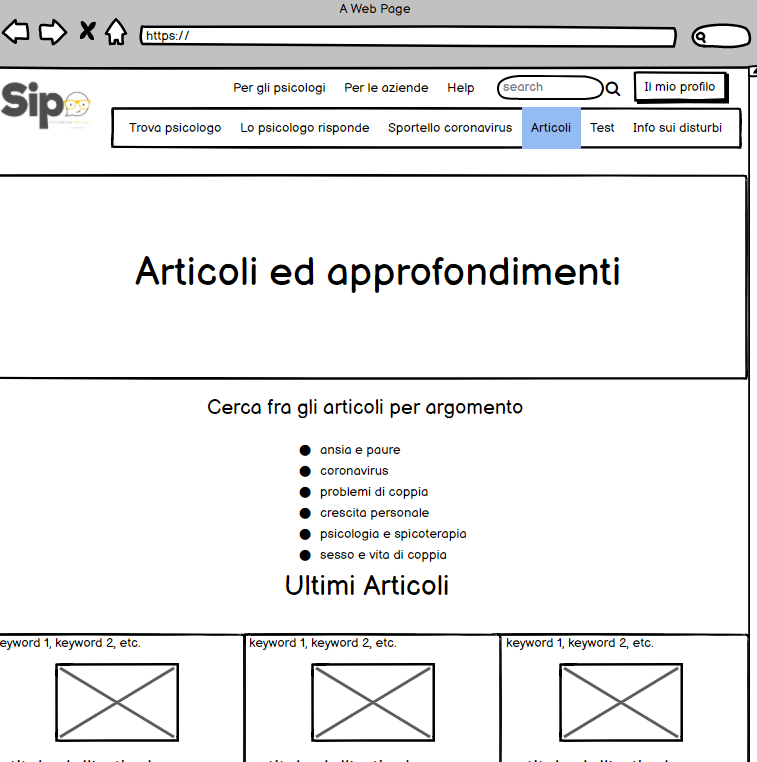 A Web Page
https://
Sip
Per gli psicologi Per le aziende Help search Il mio profilo
Trova psicologo Lo psicologo risponde Sportello coronavirus Articoli Test Info sui disturbi
Articoli ed approfondimenti
Cerca fra gli articoli per argomento
ansia e paure
coronavirus
problemi di coppia
crescita personale
psicologia e spicoterapia
sesso e vita di coppia
Ultimi Articoli
eyword 1, keyword 2, etc. keyword 1, keyword 2, etc. keyword 1, keyword 2, etc.